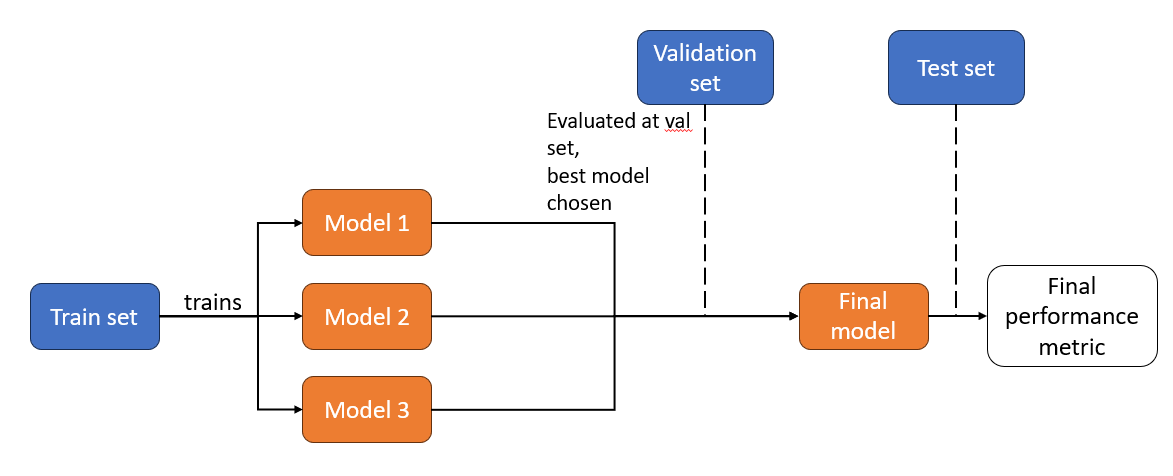 Validation
set
Test set
Evaluated at val
set,
best model
chosen
Model 1
trains
Train set
Model 2
Final
model
Final
performance
metric
Model 3